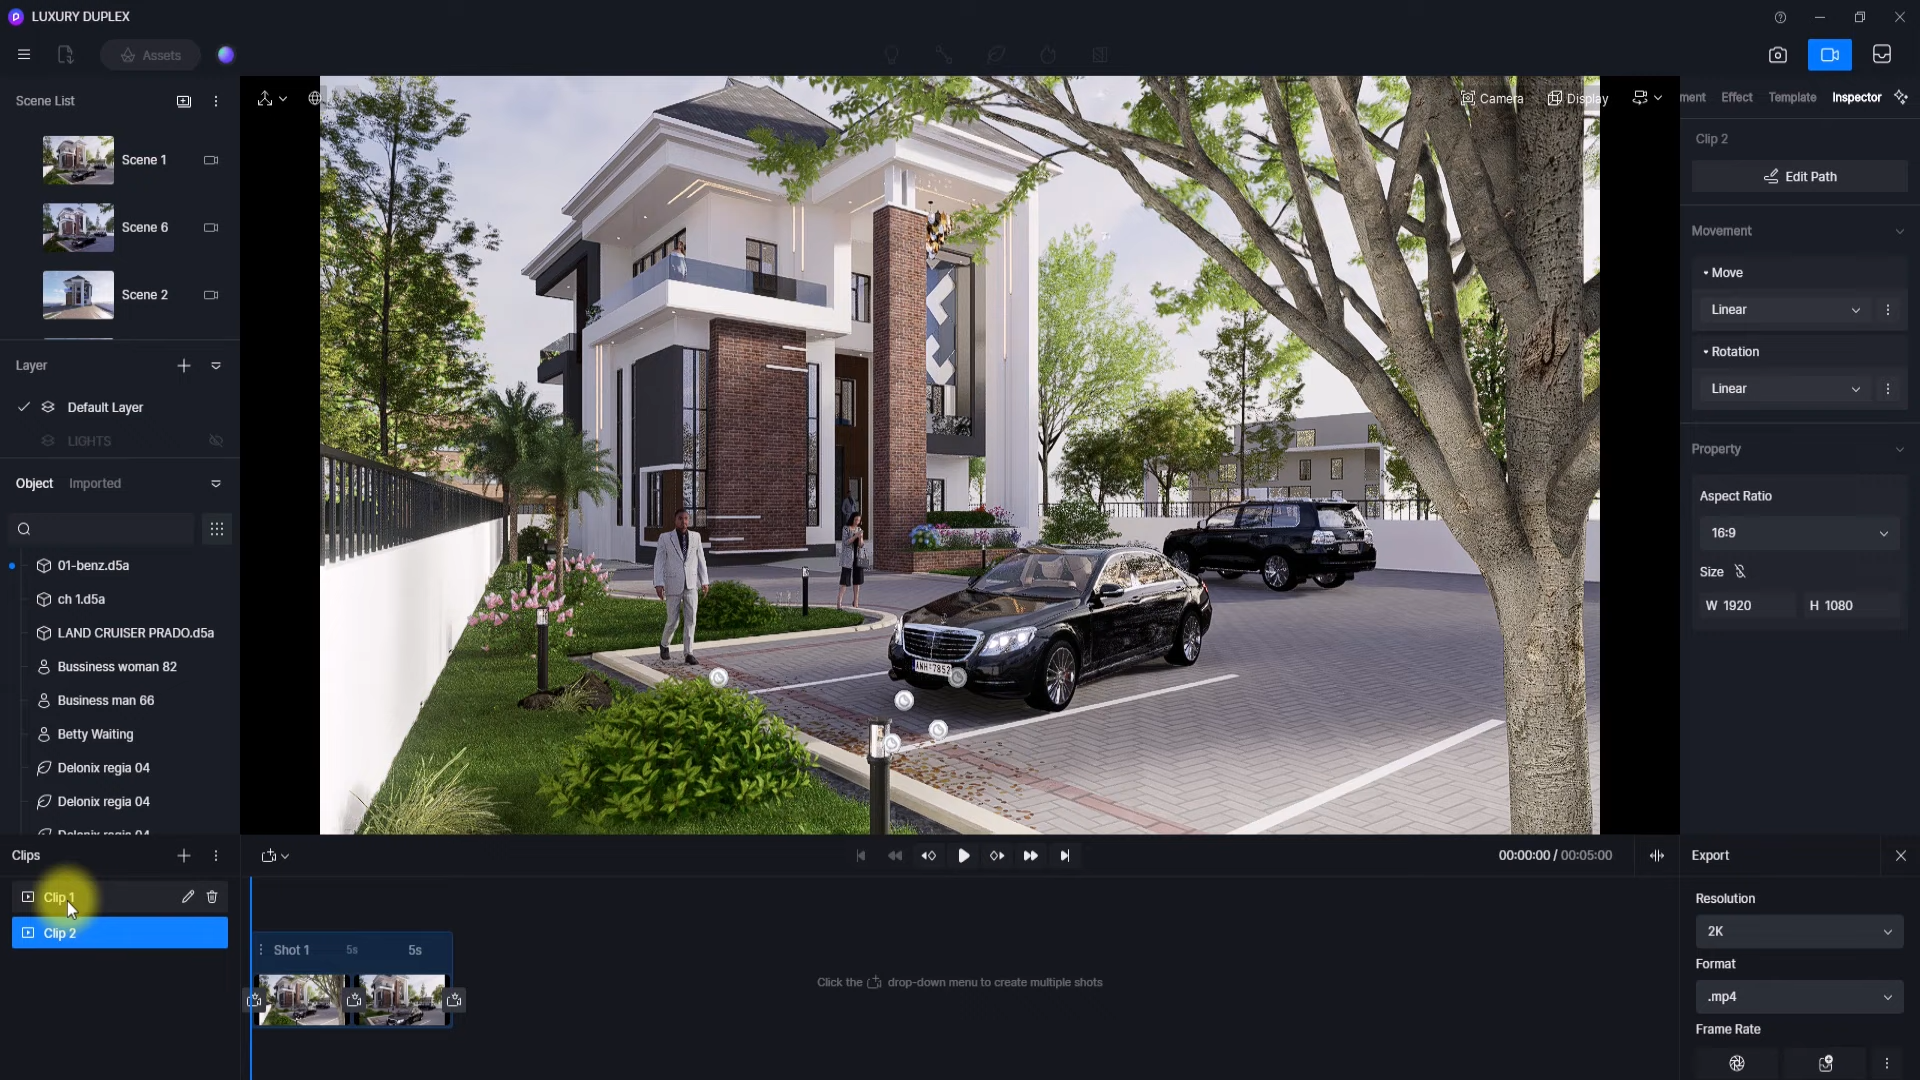 LUXURY DUPLEX
Assets
Scene List
Scene 1
Scene 6
Scene 2
Layer
Default Layer
LIGHTS
Object Imported
01-benz.d5a
ch 1.d5a
LAND CRUISER PRADO.d5a
Bussiness woman 82
Business man 66
Betty Waiting
Delonix regia 04
Delonix regia 04
Delonix regia 04
Camera Display
ment Effect Template Inspector
Clip 2
Edit Path
Movement
Move
Linear
Rotation
Linear
Property
Aspect Ratio
16:9
Size
W 1920 H 1080
ANH-7852
Clips
Clip 1
Clip 2
00:00:00 / 00:05:00
Shot 1 5s 5s
Click the drop-down menu to create multiple shots
Export
Resolution
2K
Format
.mp4
Frame Rate